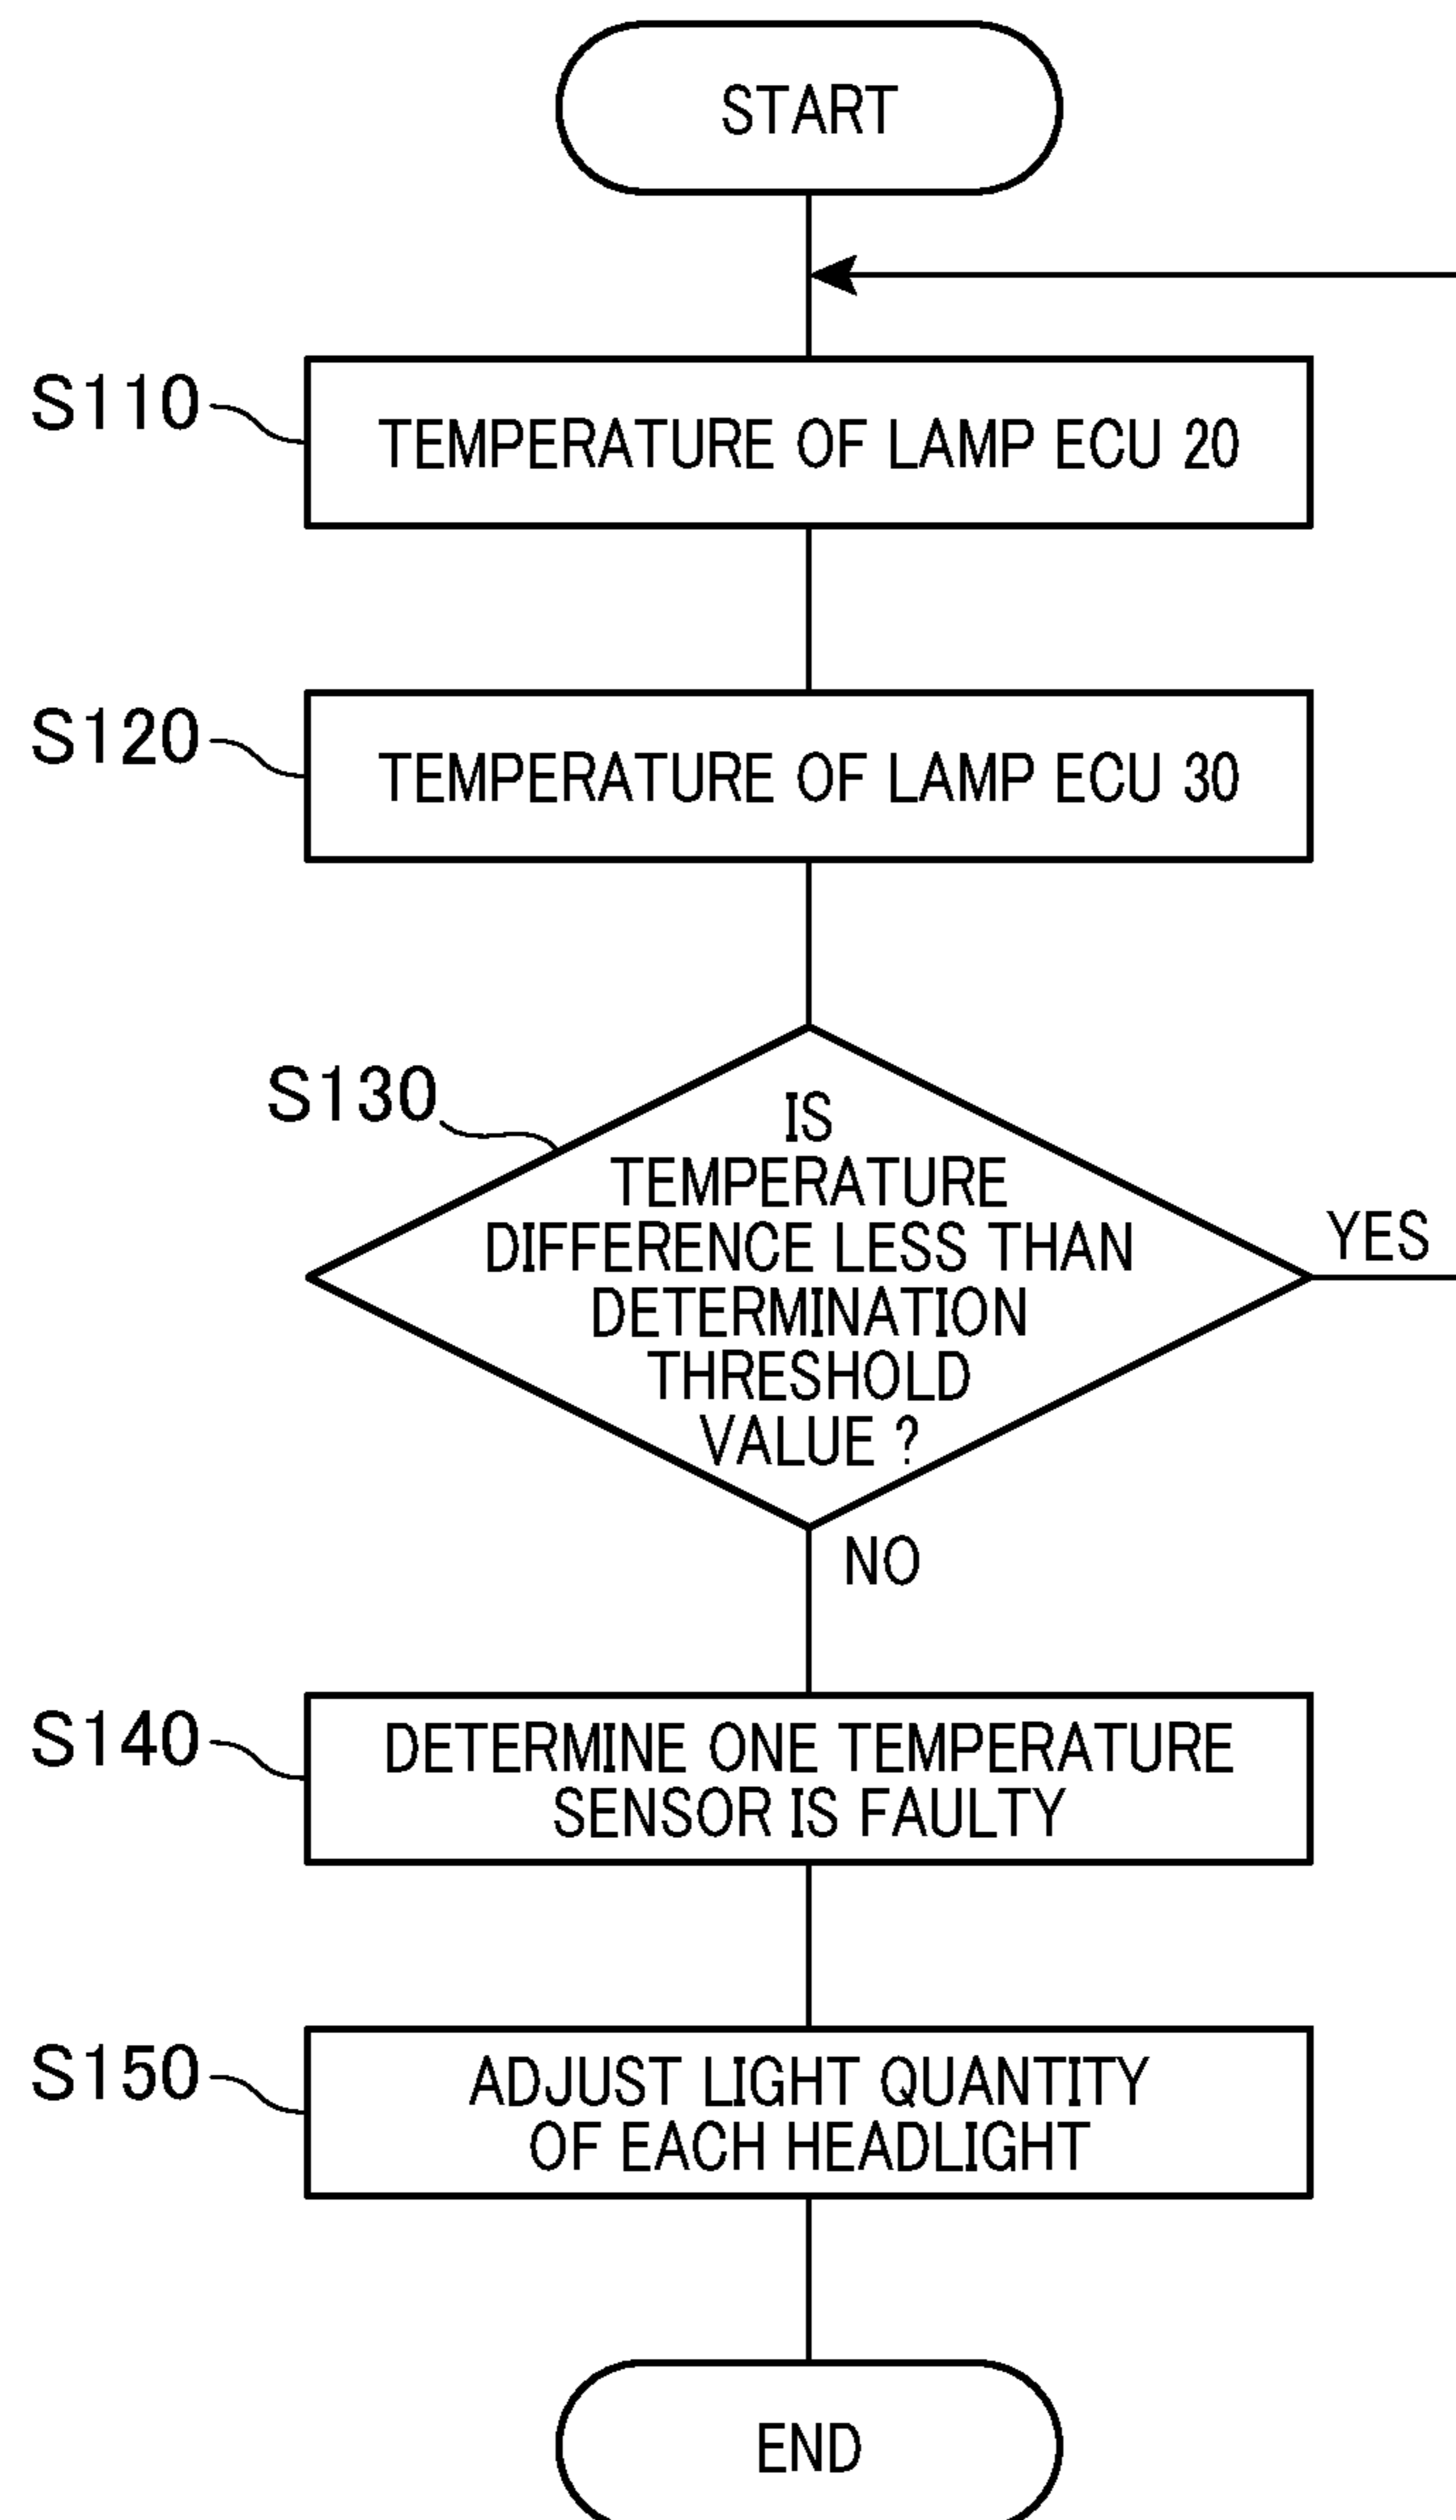 START
S110
TEMPERATURE OF LAMP ECU 20
S120
TEMPERATURE OF LAMP ECU 30
S130
IS
TEMPERATURE
DIFFERENCE LESS THAN
DETERMINATION
THRESHOLD
VALUE ?
YES
NO
S140
DETERMINE ONE TEMPERATURE
SENSOR IS FAULTY
S150
ADJUST LIGHT QUANTITY
OF EACH HEADLIGHT
END